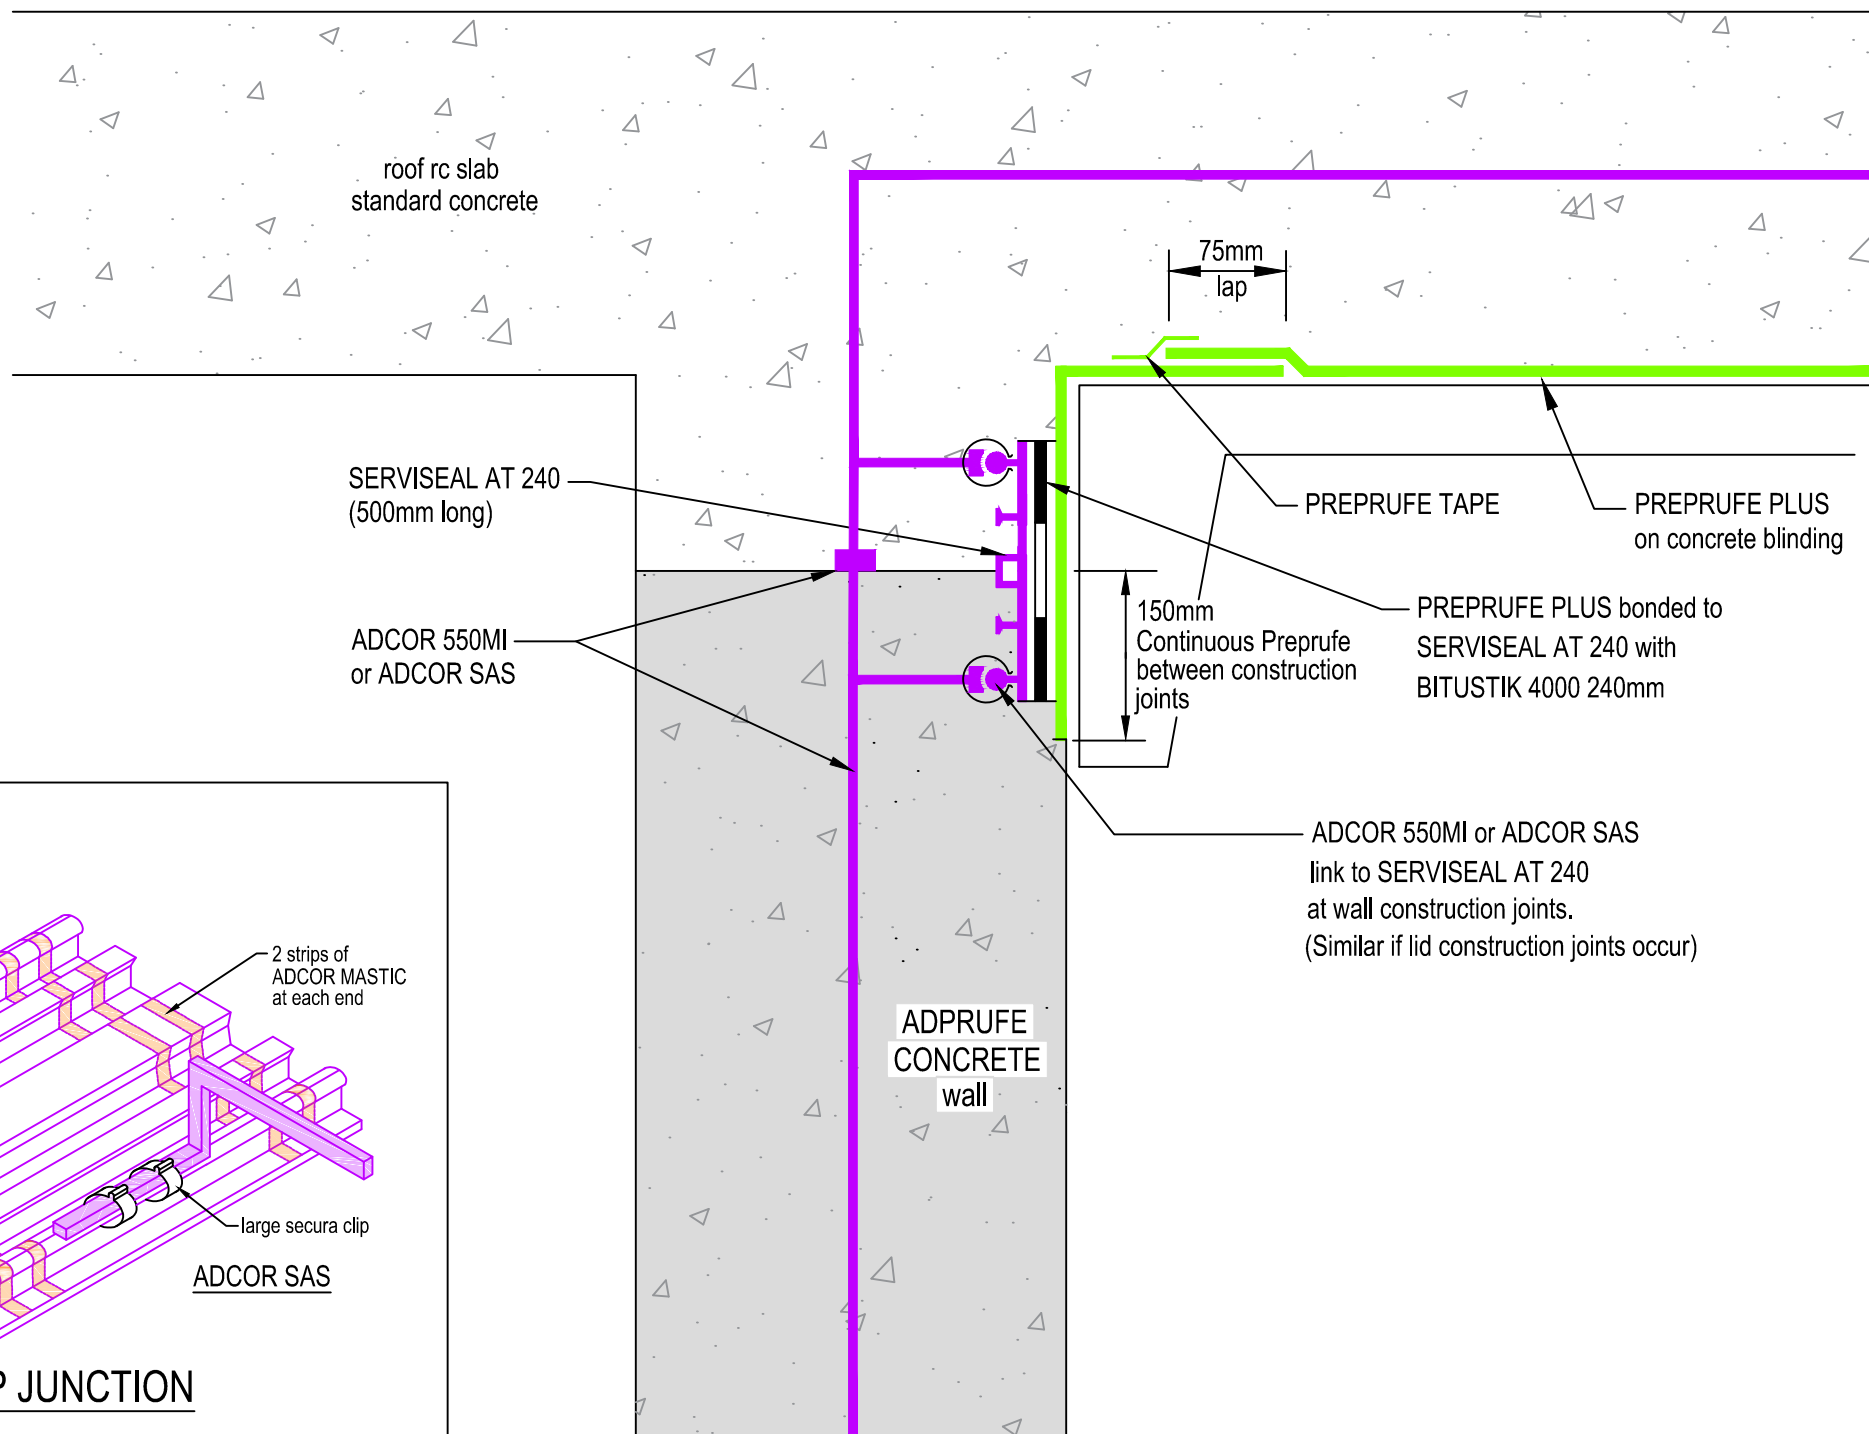 roof rc slab
standard concrete
75mm
lap
SERVISEAL AT 240
(500mm long)
PREPRUFE TAPE
PREPRUFE PLUS
on concrete blinding
ADCOR 550MI
or ADCOR SAS
150mm
Continuous Preprufe
between construction
joints
PREPRUFE PLUS bonded to
SERVISEAL AT 240 with
BITUSTIK 4000 240mm
ADCOR 550MI or ADCOR SAS
link to SERVISEAL AT 240
at wall construction joints.
(Similar if lid construction joints occur)
2 strips of
ADCOR MASTIC
at each end
ADPRUFE
CONCRETE
wall
large secura clip
ADCOR SAS
P JUNCTION